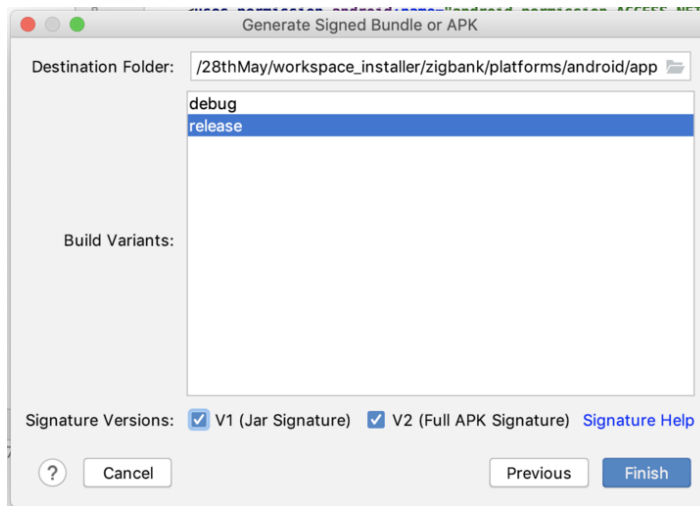 Generate Signed Bundle or APK
Destination Folder: /28thMay/workspace_installer/zigbank/platforms/android/app
debug
release
Build Variants:
Signature Versions: V1 (Jar Signature) V2 (Full APK Signature) Signature Help
? Cancel Previous Finish